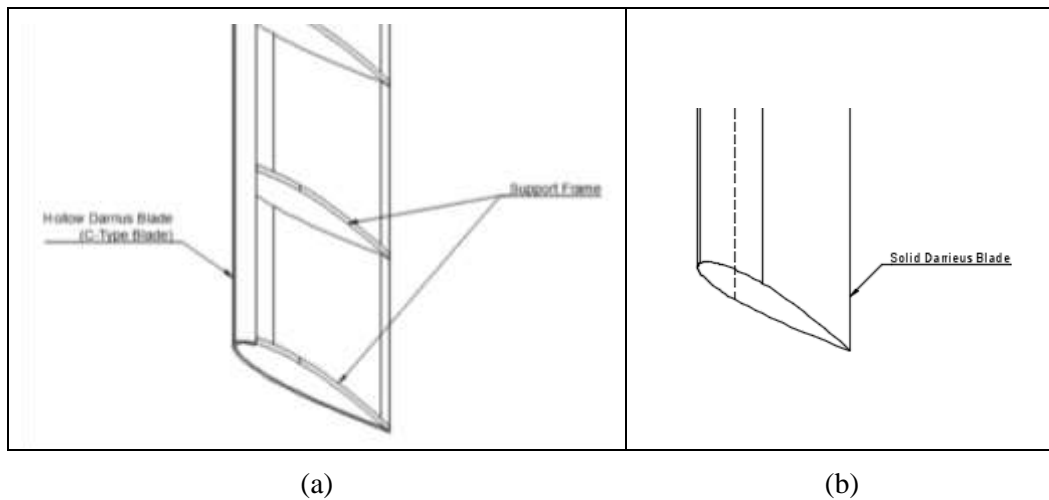 Hollow Darrius Blade
(C-Type Blade)
Support Frame
Solid Darrieus Blade
(a)
(b)